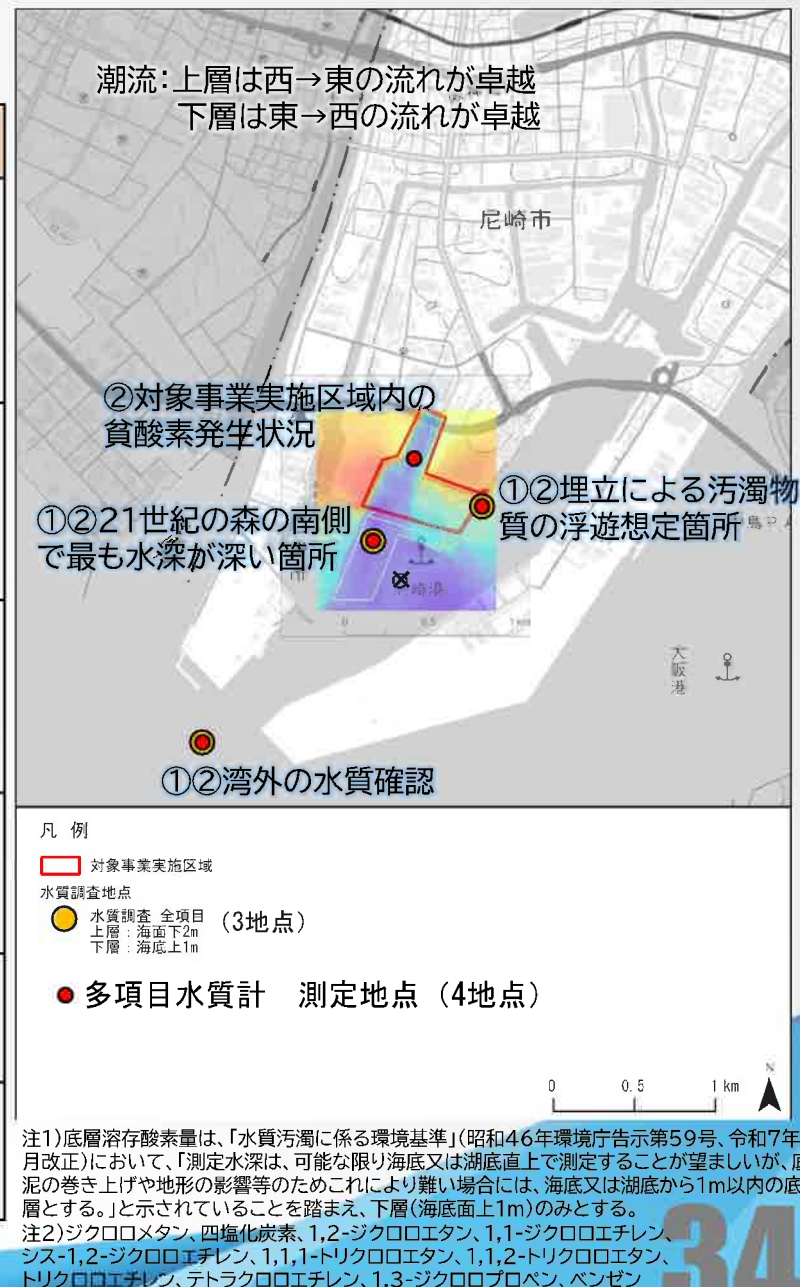 潮流：上層は西→東の流れが卓越
下層は東→西の流れが卓越
尼崎市
②対象事業実施区域内の
貧酸素発生状況
①②埋立による汚濁物
質の浮遊想定箇所
①②21世紀の森の南側
で最も水深が深い箇所
0 0.5 1 km
大阪港
①②湾外の水質確認
凡 例
対象事業実施区域
水質調査地点
水質調査 全項目 （3地点）
上層：海面下2m
下層：海底上1m
多項目水質計 測定地点（4地点）
0 0.5 1 km
N
注1）底層溶存酸素量は、「水質汚濁に係る環境基準」（昭和46年環境庁告示第59号、令和7年
月改正）において、「測定水深は、可能な限り海底又は湖底直上で測定することが望ましいが、底
泥の巻き上げや地形の影響等のためこれにより難い場合には、海底又は湖底から1m以内の底
層とする。」と示されていることを踏まえ、下層（海底面上1m）のみとする。
注2）ジクロロメタン、四塩化炭素、1,2-ジクロロエタン、1,1-ジクロロエチレン、
シス-1,2-ジクロロエチレン、1,1,1-トリクロロエタン、1,1,2-トリクロロエタン、
トリクロロエチレン、テトラクロロエチレン、1,3-ジクロロプロペン、ベンゼン
34